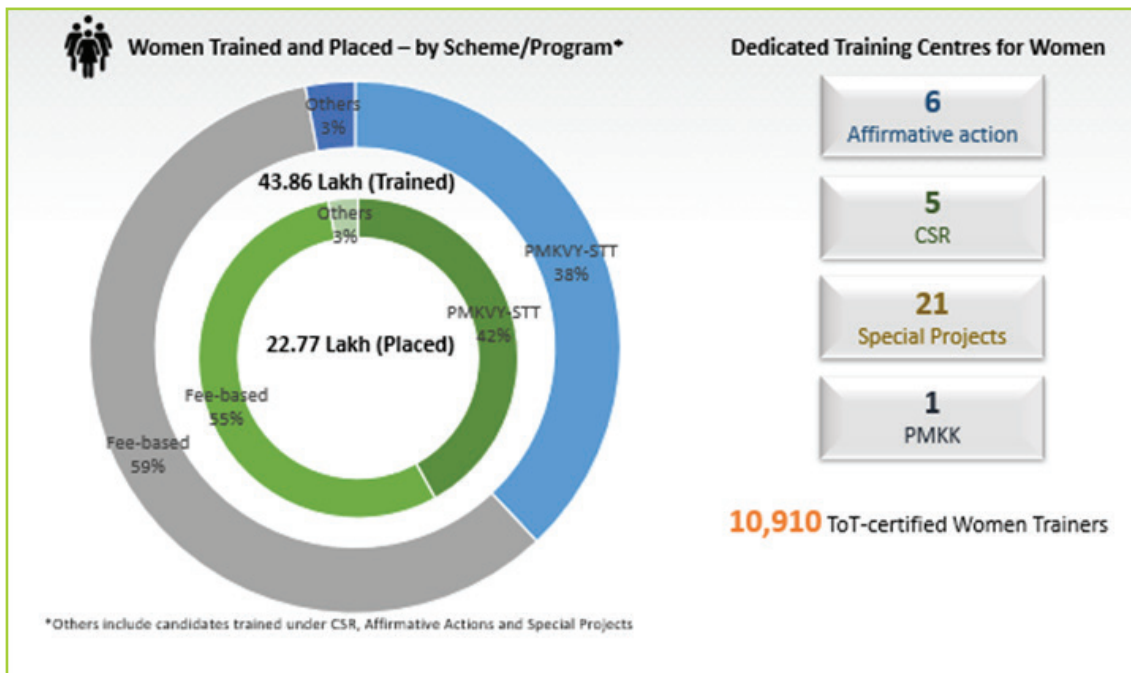 Women Trained and Placed – by Scheme/Program*
Others
3%
43.86 Lakh (Trained)
Others
3%
PMKVY-STT
38%
PMKVY-STT
42%
22.77 Lakh (Placed)
Fee-based
55%
Fee-based
59%
*Others include candidates trained under CSR, Affirmative Actions and Special Projects
Dedicated Training Centres for Women
6
Affirmative action
5
CSR
21
Special Projects
1
PMKK
10,910 ToT-certified Women Trainers